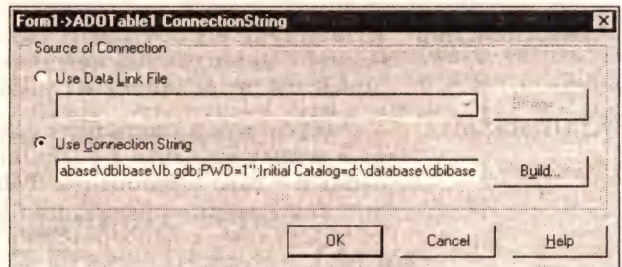 Form1->ADOTable1 ConnectionString
Source of Connection
Use Data Link File
Browse...
Use Connection String
abase\dblbase\lb.gdb;PWD=1";Initial Catalog=d:\database\dbibase
Build...
OK
Cancel
Help